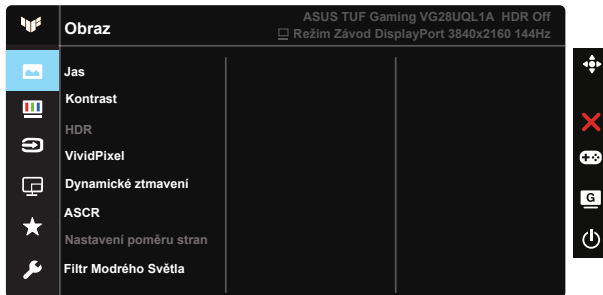 Obraz
ASUS TUF Gaming VG28UQL1A HDR Off
Režim Závod DisplayPort 3840x2160 144Hz
Jas
Kontrast
HDR
VividPixel
Dynamické ztmavení
ASCR
Nastavení poměru stran
Filtr Modrého Světla
G